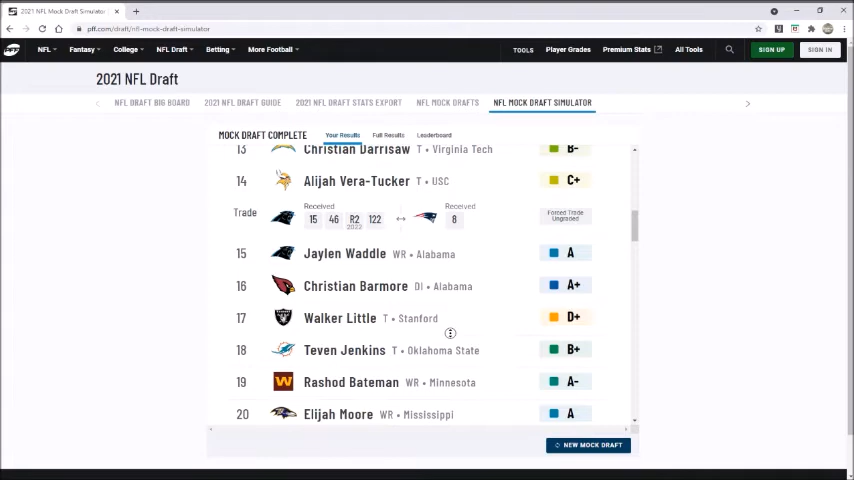 NFL Mock Draft Simulator
pff.com/draft/nfl-mock-draft-simulator
PFF NFL Fantasy College NFL Draft Betting More Football TOOLS Player Grades Premium Stats All Tools SIGN UP SIGN IN
2021 NFL Draft
NFL DRAFT BIG BOARD 2021 NFL DRAFT GUIDE 2021 NFL DRAFT STATS EXPORT NFL MOCK DRAFTS NFL MOCK DRAFT SIMULATOR
MOCK DRAFT COMPLETE Your Results Full Results Leaderboard
13 Christian Darrisaw T • Virginia Tech B-
14 Alijah Vera-Tucker T • USC C+
Received Received
Trade 15 46 R2 122 8 Forced Trade
2022 Ungraded
15 Jaylen Waddle WR • Alabama A
16 Christian Barmore DI • Alabama A+
17 Walker Little T • Stanford D+
18 Teven Jenkins T • Oklahoma State B+
19 Rashod Bateman WR • Minnesota A-
20 Elijah Moore WR • Mississippi A
NEW MOCK DRAFT